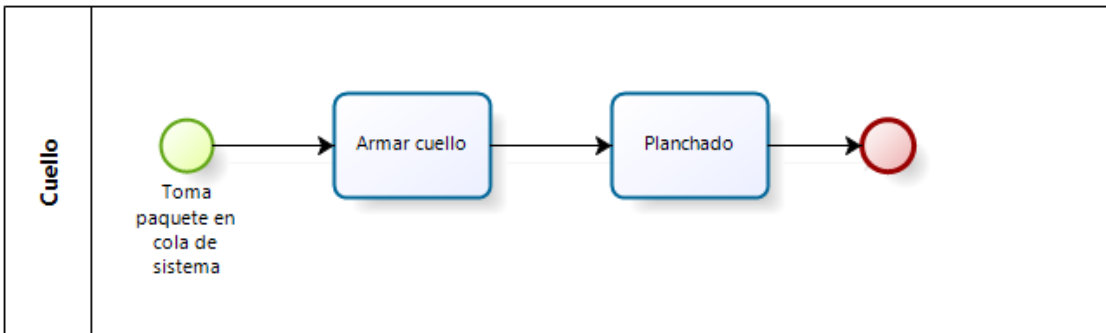 Cuello
Toma
paquete en
cola de
sistema
Armar cuello
Planchado